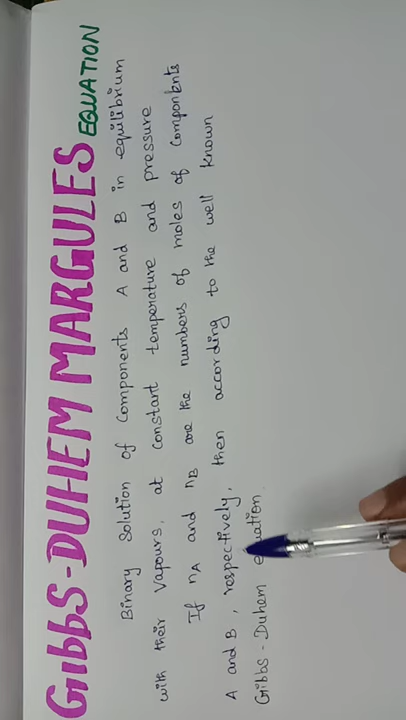 GibbS-DUHEM MARGULES EQUATION
Binary Solution of Components A and B in equilibrium
with their Vapours, at constant temperature and pressure
If nA and nB are the numbers of moles of Components
A and B, respectively, then according to the well known
Gibbs - Duhem equation.